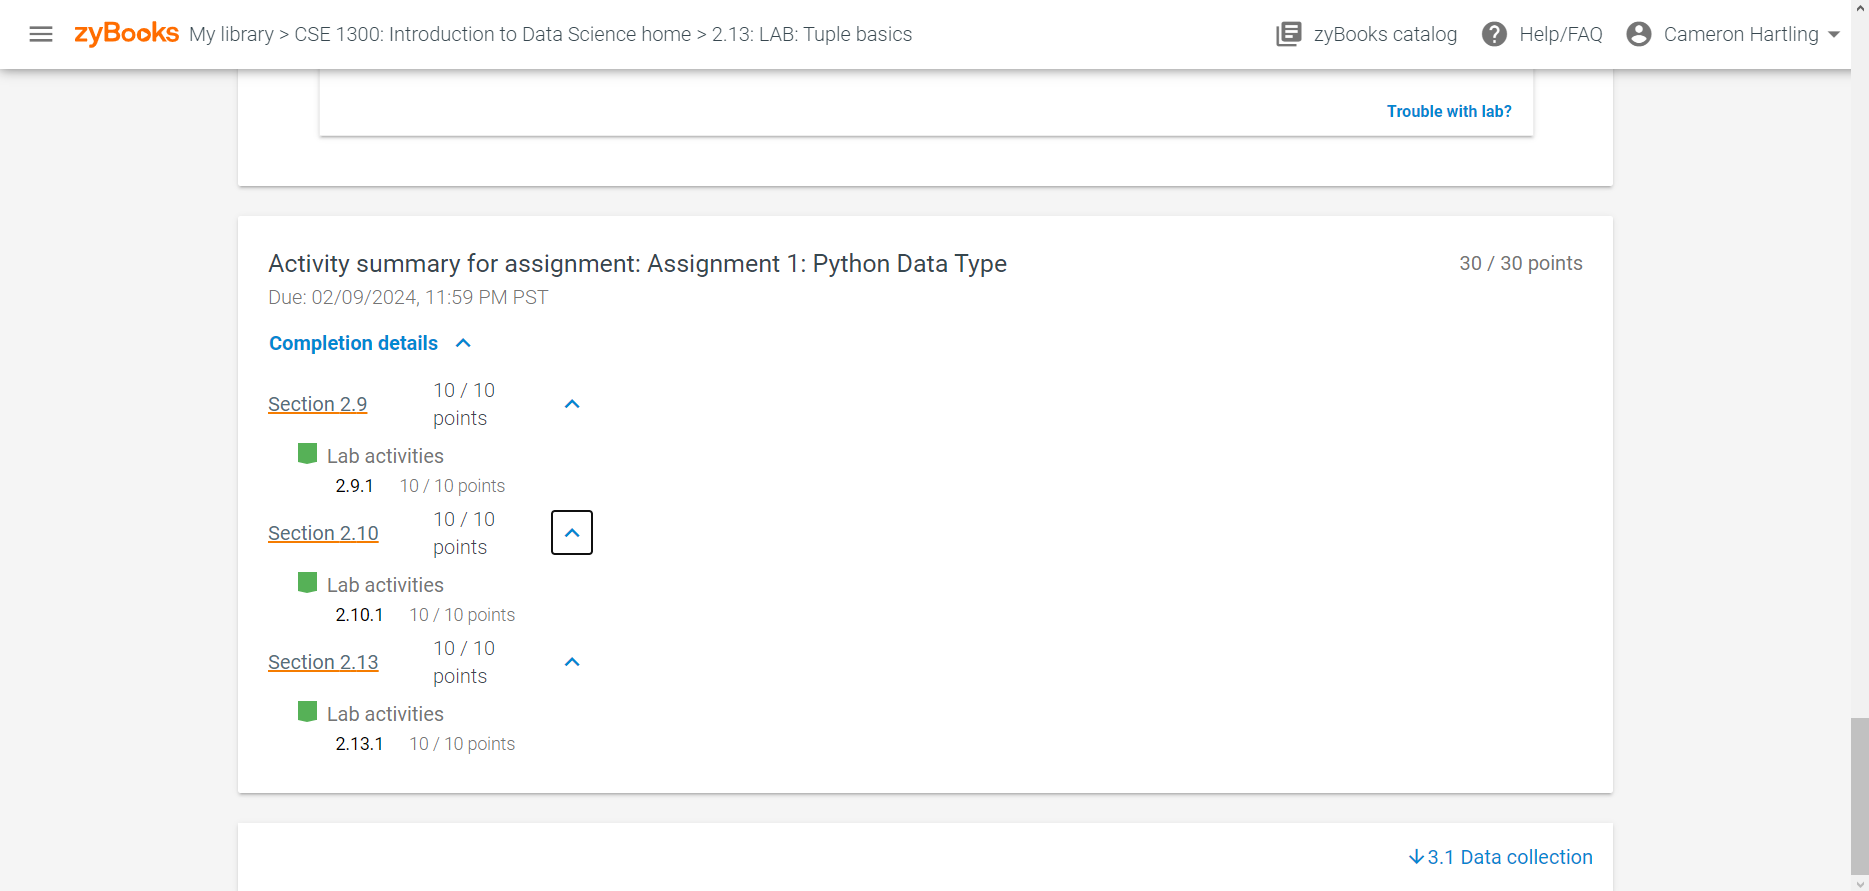 zyBooks My library > CSE 1300: Introduction to Data Science home > 2.13: LAB: Tuple basics zyBooks catalog Help/FAQ Cameron Hartling
Trouble with lab?
Activity summary for assignment: Assignment 1: Python Data Type 30 / 30 points
Due: 02/09/2024, 11:59 PM PST
Completion details
Section 2.9 10 / 10 points
Lab activities
2.9.1 10 / 10 points
Section 2.10 10 / 10 points
Lab activities
2.10.1 10 / 10 points
Section 2.13 10 / 10 points
Lab activities
2.13.1 10 / 10 points
3.1 Data collection